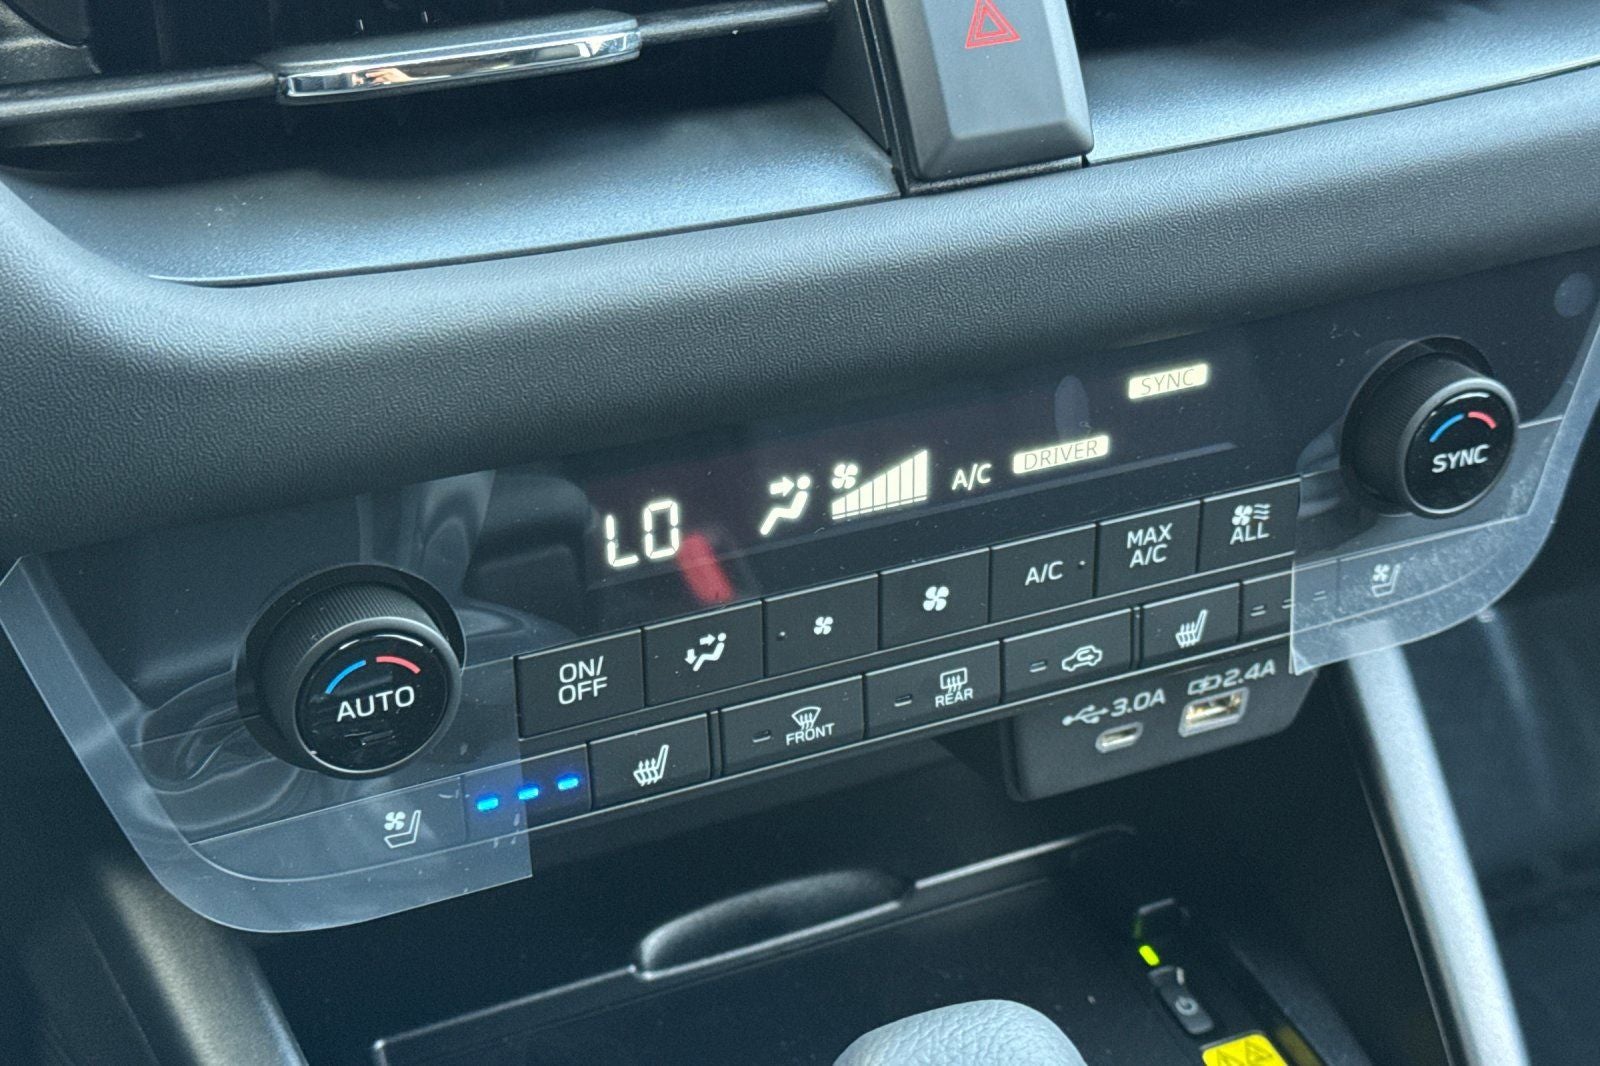 SYNC
DRIVER
A/C
LO
SYNC
ALL
MAX
A/C
A/C
ON/
OFF
AUTO
REAR
FRONT
3.0A
2.4A